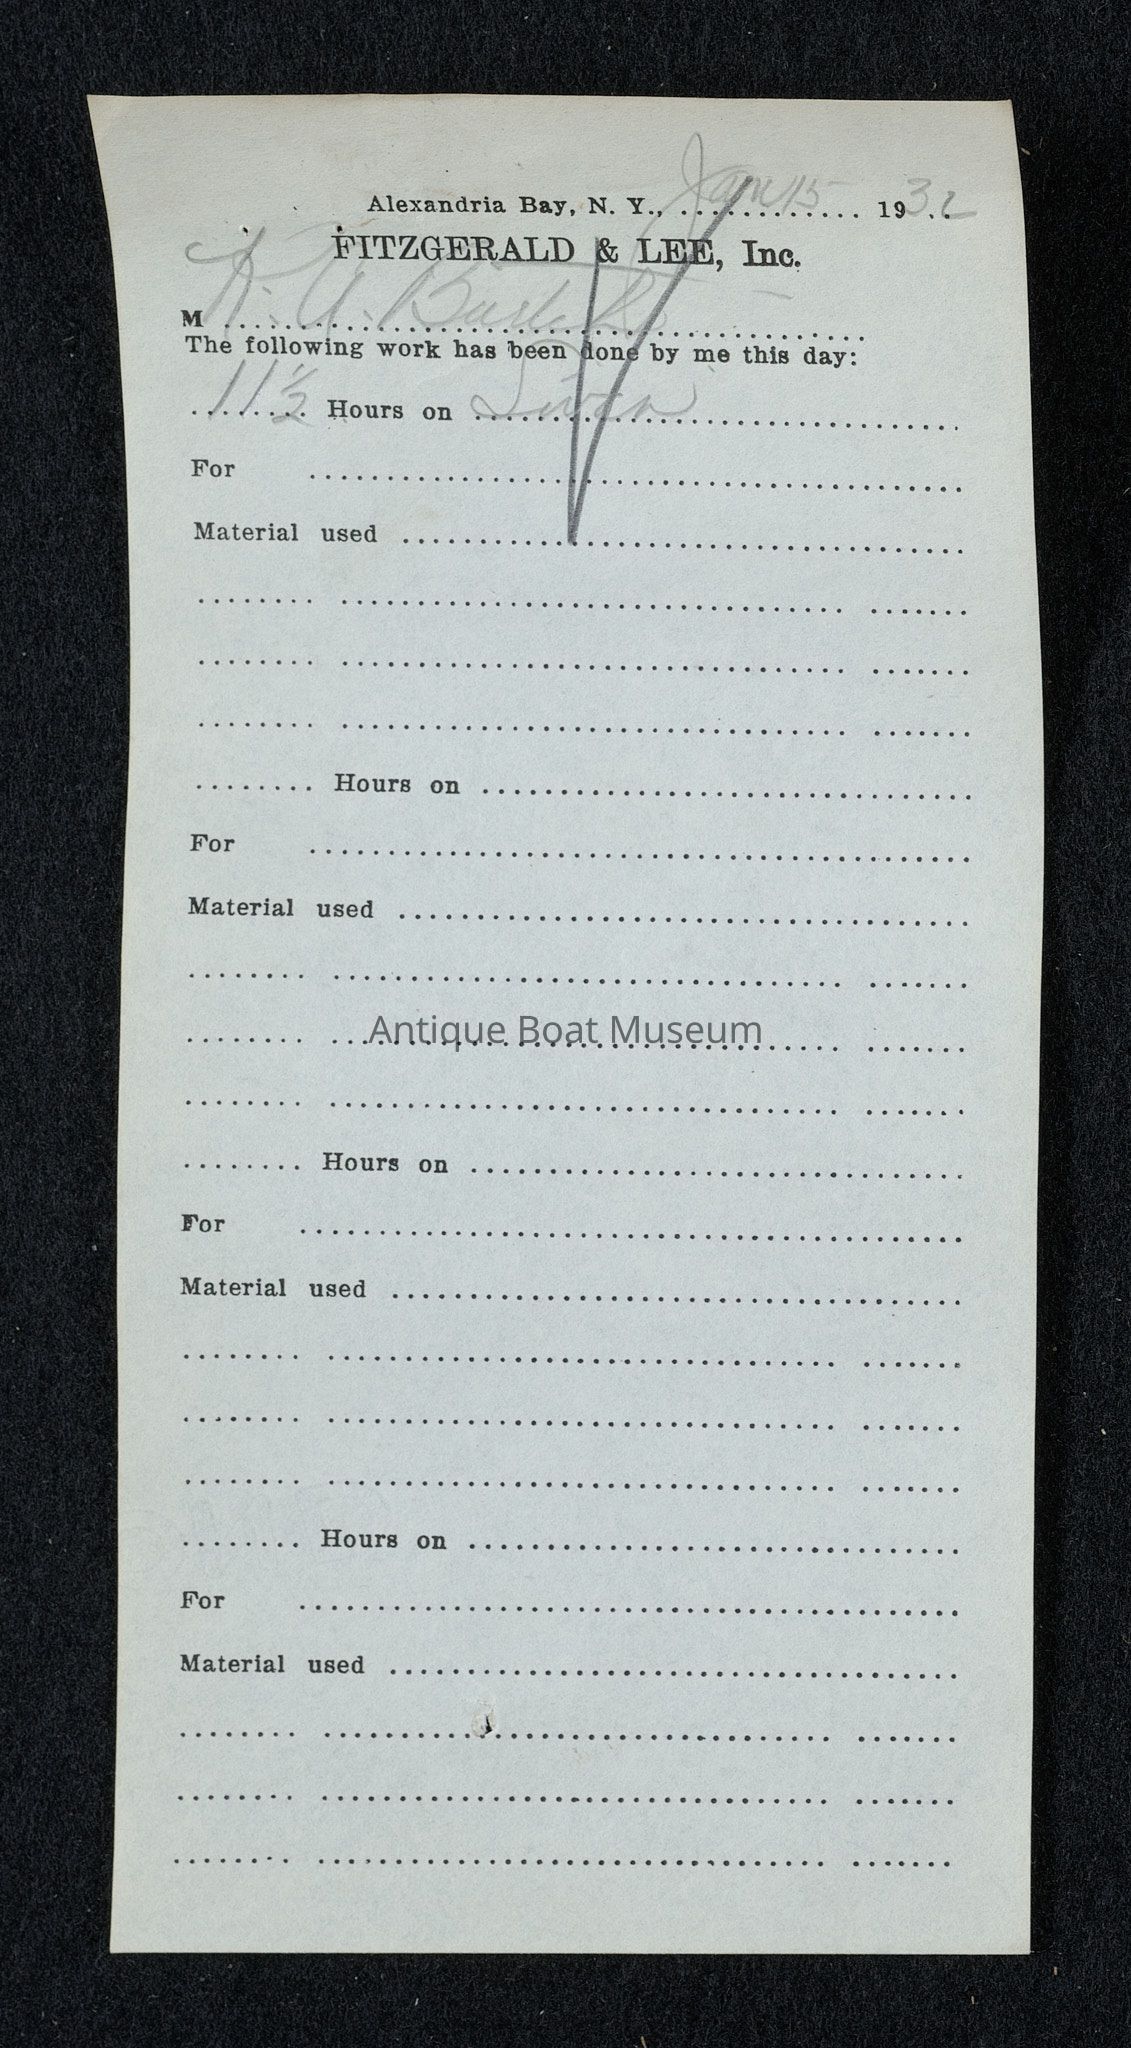 Alexandria Bay, N. Y., ............ 1932
FITZGERALD & LEE, Inc.
M ..........................................
The following work has been done by me this day:
11½ Hours on ...............................
For ..........................................
Material used .....................................
........ ................................. .......
........ ................................. .......
........ ................................. .......
........ Hours on ...............................
For ..........................................
Material used .....................................
........ ................................. .......
Antique Boat Museum
........ ................................. .......
........ ................................. .......
........ Hours on ...............................
For ..........................................
Material used .....................................
........ ................................. .......
........ ................................. .......
........ ................................. .......
........ Hours on ...............................
For ..........................................
Material used .....................................
........ ................................. .......
........ ................................. .......
........ ................................. .......